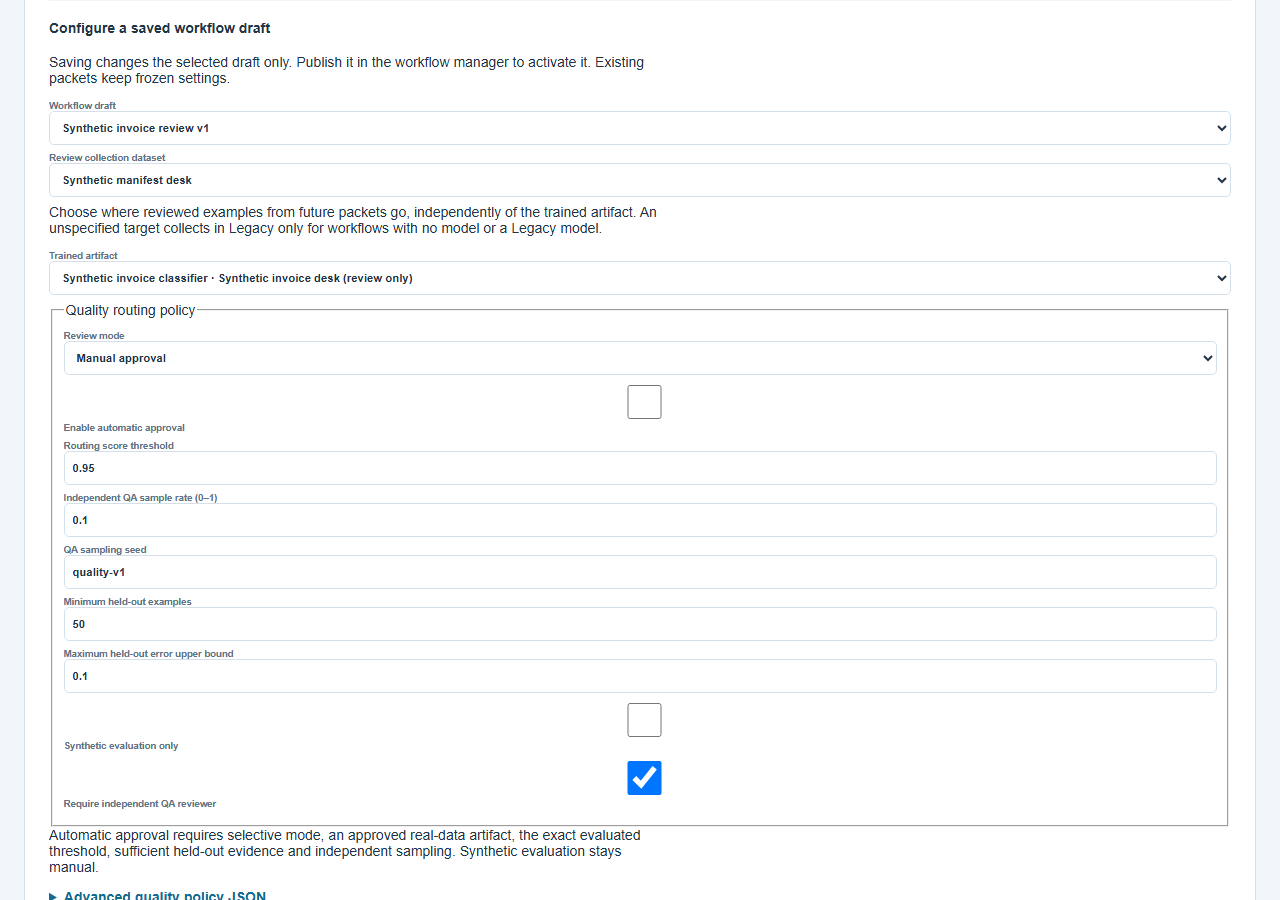 Configure a saved workflow draft
Saving changes the selected draft only. Publish it in the workflow manager to activate it. Existing
packets keep frozen settings.
Workflow draft
Synthetic invoice review v1
Review collection dataset
Synthetic manifest desk
Choose where reviewed examples from future packets go, independently of the trained artifact. An
unspecified target collects in Legacy only for workflows with no model or a Legacy model.
Trained artifact
Synthetic invoice classifier · Synthetic invoice desk (review only)
Quality routing policy
Review mode
Manual approval
Enable automatic approval
Routing score threshold
0.95
Independent QA sample rate (0–1)
0.1
QA sampling seed
quality-v1
Minimum held-out examples
50
Maximum held-out error upper bound
0.1
Synthetic evaluation only
Require independent QA reviewer
Automatic approval requires selective mode, an approved real-data artifact, the exact evaluated
threshold, sufficient held-out evidence and independent sampling. Synthetic evaluation stays
manual.
Advanced quality policy JSON